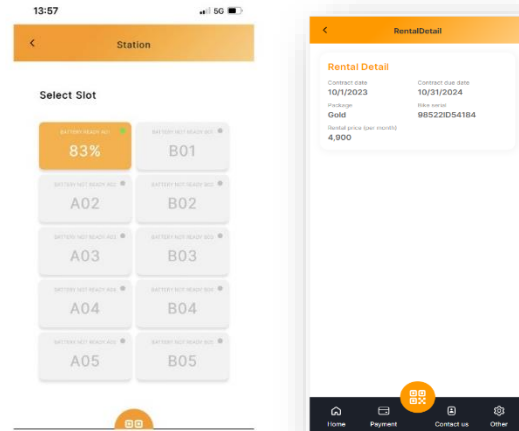 13:57
5G
Station
Select Slot
BATTERY READY A01
83%
BATTERY NOT READY B01
B01
BATTERY NOT READY A02
A02
BATTERY NOT READY B02
B02
BATTERY NOT READY A03
A03
BATTERY NOT READY B03
B03
BATTERY NOT READY A04
A04
BATTERY NOT READY B04
B04
BATTERY NOT READY A05
A05
BATTERY NOT READY B05
B05
RentalDetail
Rental Detail
Contract date Contract due date
10/1/2023 10/31/2024
Package Bike serial
Gold 98522ID54184
Rental price (per month)
4,900
Home Payment Contact us Other